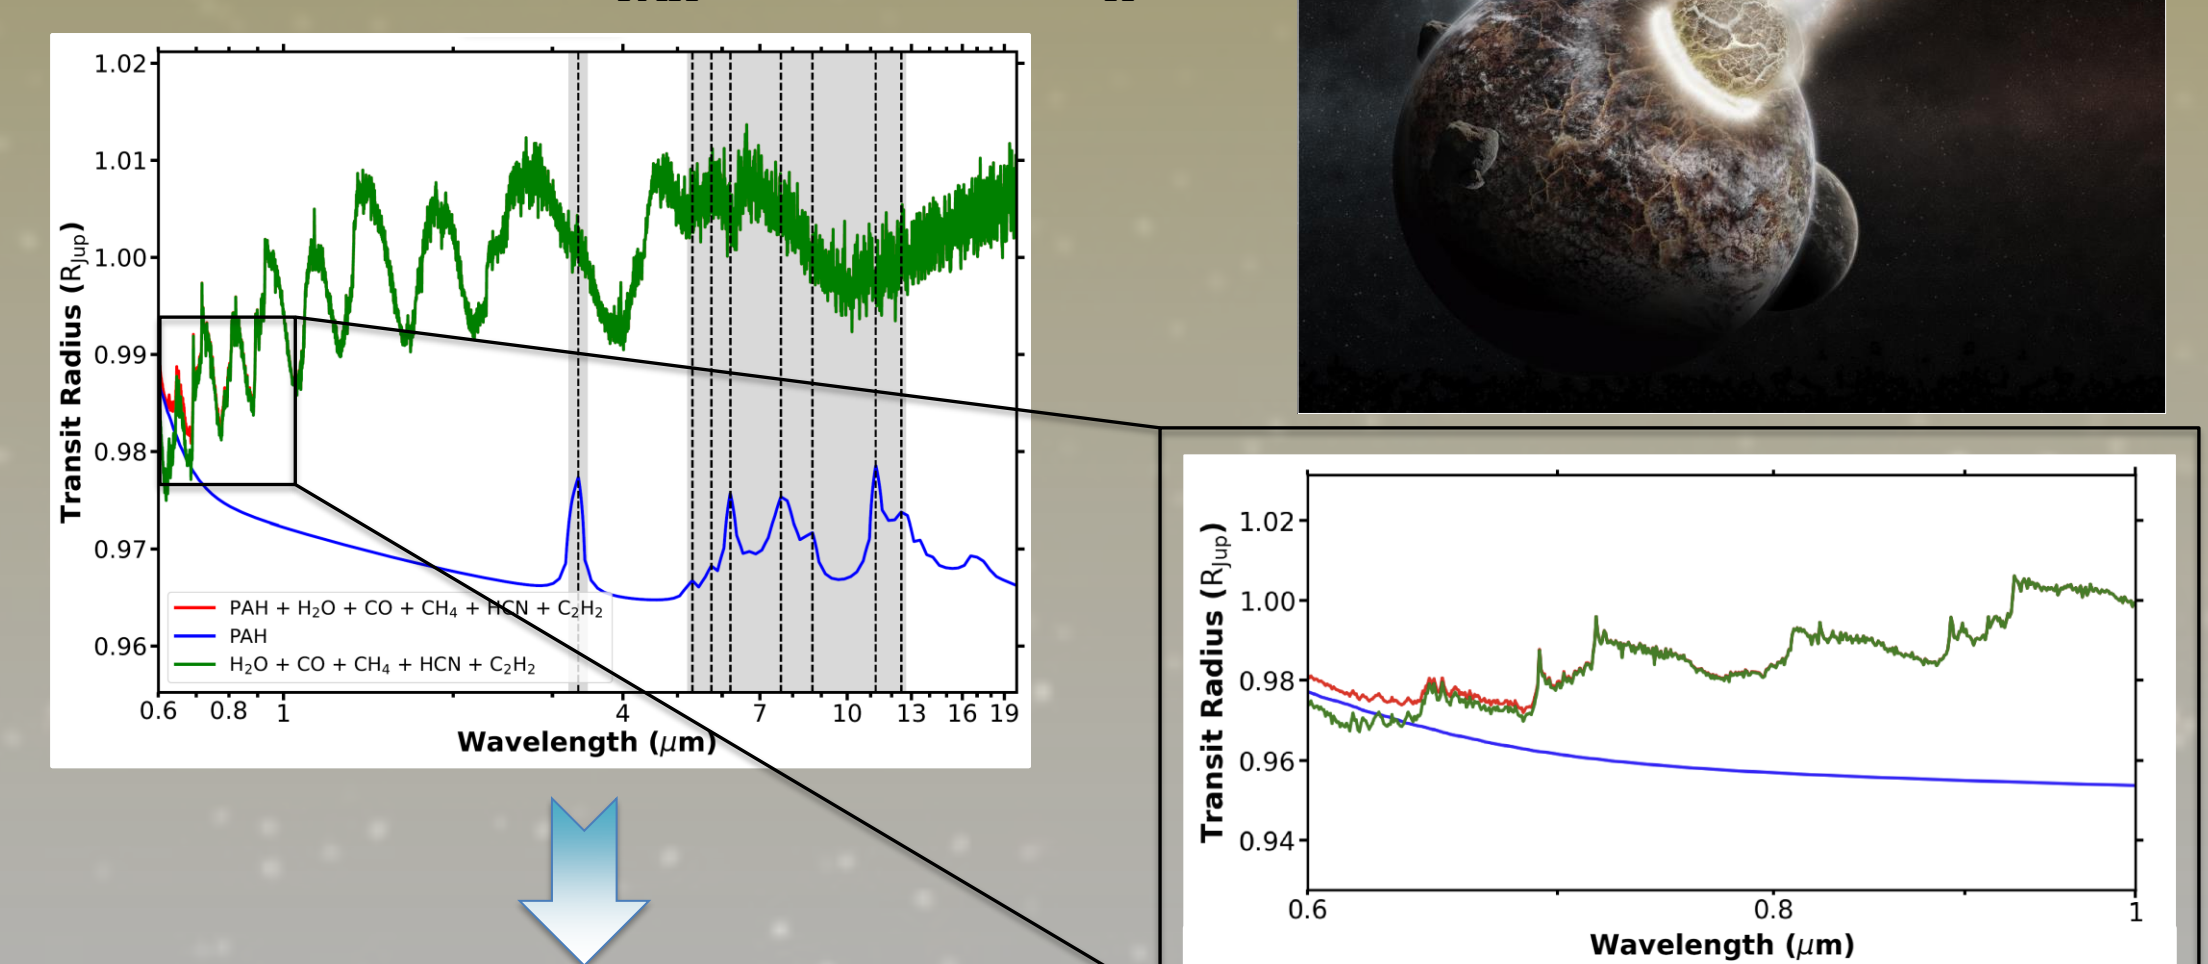 1.02
1.01
1.00
0.99
0.98
0.97
0.96
Transit Radius (R_Jup)
PAH + H₂O + CO + CH₄ + HCN + C₂H₂
PAH
H₂O + CO + CH₄ + HCN + C₂H₂
0.6 0.8 1 4 7 10 13 16 19
Wavelength (μm)
1.02
1.00
0.98
0.96
0.94
Transit Radius (R_Jup)
0.6 0.8 1
Wavelength (μm)